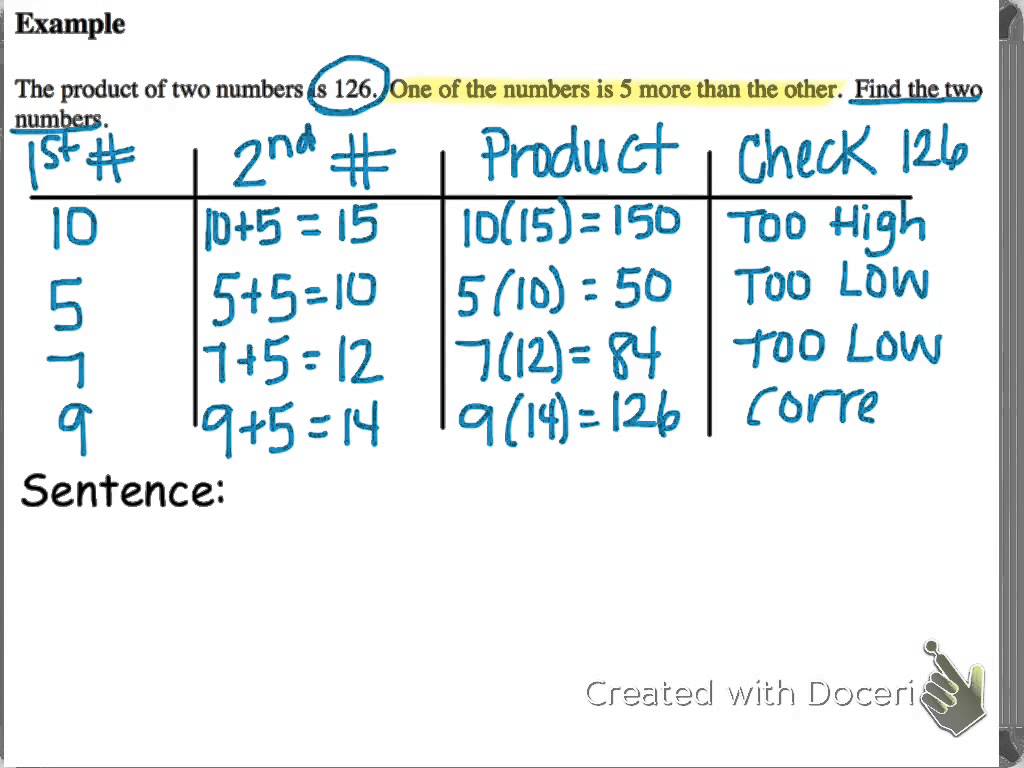 Example
The product of two numbers is 126. One of the numbers is 5 more than the other. Find the two
numbers.
1st # 2nd # Product Check 126
10 10+5=15 10(15)=150 Too High
5 5+5=10 5(10)=50 Too Low
7 7+5=12 7(12)=84 Too Low
9 9+5=14 9(14)=126 Corre
Sentence:
Created with Doceri